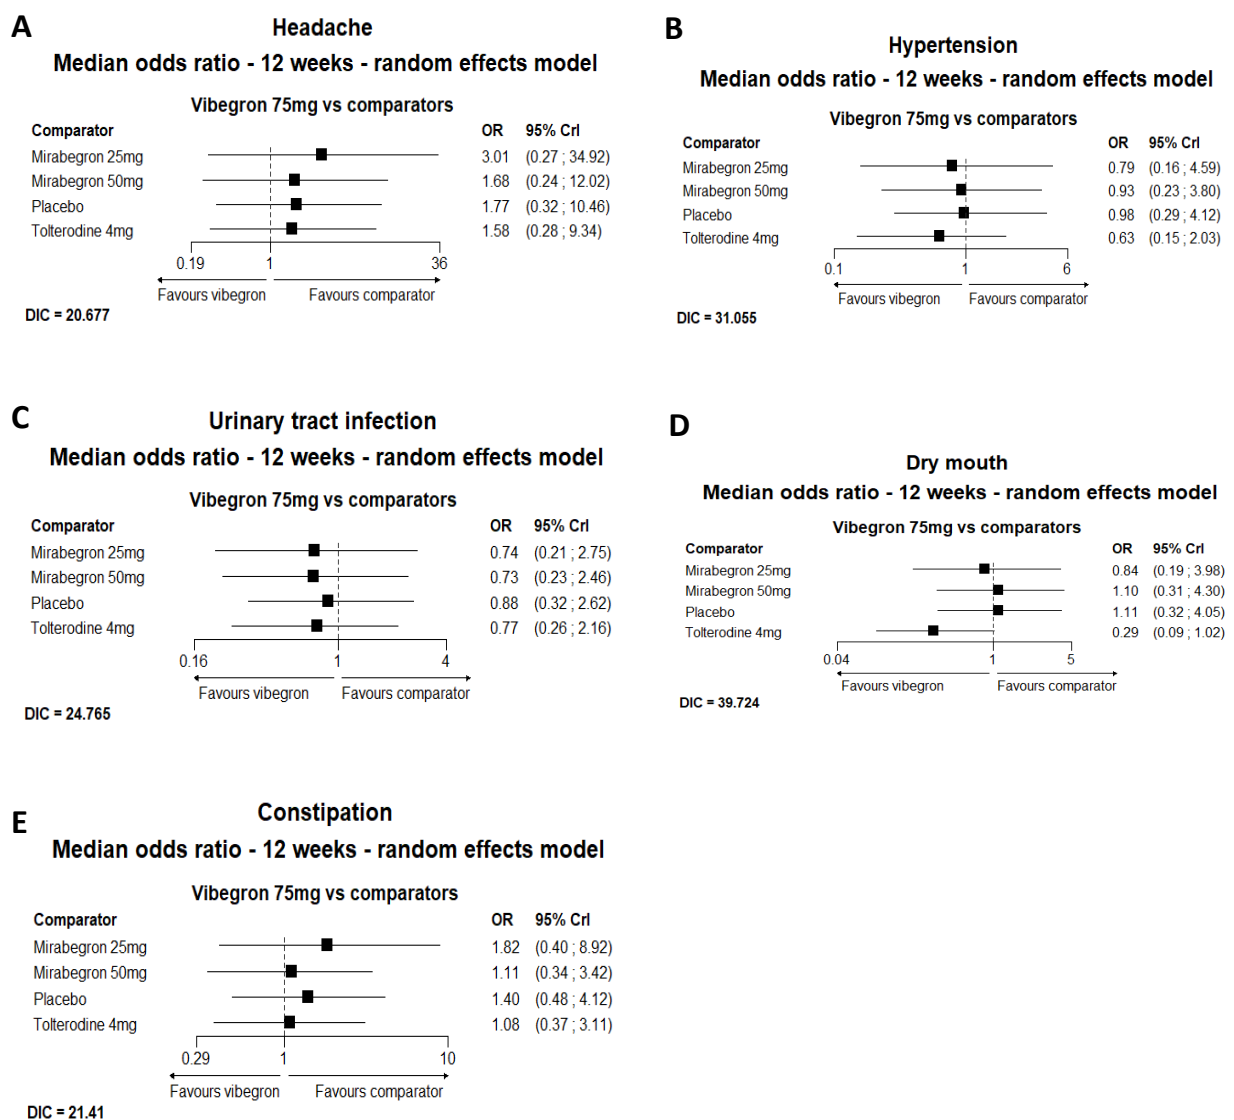 A
Headache
Median odds ratio - 12 weeks - random effects model
Vibegron 75mg vs comparators
Comparator OR 95% Crl
Mirabegron 25mg 3.01 (0.27 ; 34.92)
Mirabegron 50mg 1.68 (0.24 ; 12.02)
Placebo 1.77 (0.32 ; 10.46)
Tolterodine 4mg 1.58 (0.28 ; 9.34)
0.19 1 36
Favours vibegron Favours comparator
DIC = 20.677
B
Hypertension
Median odds ratio - 12 weeks - random effects model
Vibegron 75mg vs comparators
Comparator OR 95% Crl
Mirabegron 25mg 0.79 (0.16 ; 4.59)
Mirabegron 50mg 0.93 (0.23 ; 3.80)
Placebo 0.98 (0.29 ; 4.12)
Tolterodine 4mg 0.63 (0.15 ; 2.03)
0.1 1 6
Favours vibegron Favours comparator
DIC = 31.055
C
Urinary tract infection
Median odds ratio - 12 weeks - random effects model
Vibegron 75mg vs comparators
Comparator OR 95% Crl
Mirabegron 25mg 0.74 (0.21 ; 2.75)
Mirabegron 50mg 0.73 (0.23 ; 2.46)
Placebo 0.88 (0.32 ; 2.62)
Tolterodine 4mg 0.77 (0.26 ; 2.16)
0.16 1 4
Favours vibegron Favours comparator
DIC = 24.765
D
Dry mouth
Median odds ratio - 12 weeks - random effects model
Vibegron 75mg vs comparators
Comparator OR 95% Crl
Mirabegron 25mg 0.84 (0.19 ; 3.98)
Mirabegron 50mg 1.10 (0.31 ; 4.30)
Placebo 1.11 (0.32 ; 4.05)
Tolterodine 4mg 0.29 (0.09 ; 1.02)
0.04 1 5
Favours vibegron Favours comparator
DIC = 39.724
E
Constipation
Median odds ratio - 12 weeks - random effects model
Vibegron 75mg vs comparators
Comparator OR 95% Crl
Mirabegron 25mg 1.82 (0.40 ; 8.92)
Mirabegron 50mg 1.11 (0.34 ; 3.42)
Placebo 1.40 (0.48 ; 4.12)
Tolterodine 4mg 1.08 (0.37 ; 3.11)
0.29 1 10
Favours vibegron Favours comparator
DIC = 21.41